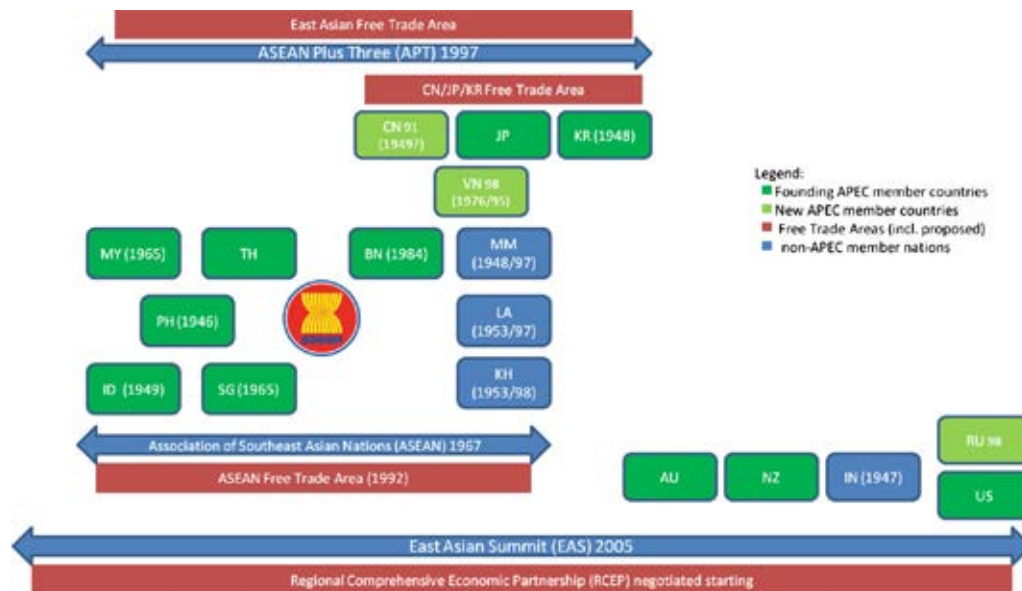 East Asian Free Trade Area
ASEAN Plus Three (APT) 1997
CN/JP/KR Free Trade Area
CN 91
(1949?)
JP
KR (1948)
VN 98
(1976/95)
Legend:
Founding APEC member countries
New APEC member countries
Free Trade Areas (incl. proposed)
non-APEC member nations
MY (1965)
TH
BN (1984)
MM
(1948/97)
PH (1946)
LA
(1953/97)
ID (1949)
SG (1965)
KH
(1953/98)
Association of Southeast Asian Nations (ASEAN) 1967
ASEAN Free Trade Area (1992)
RU 98
AU
NZ
IN (1947)
US
East Asian Summit (EAS) 2005
Regional Comprehensive Economic Partnership (RCEP) negotiated starting